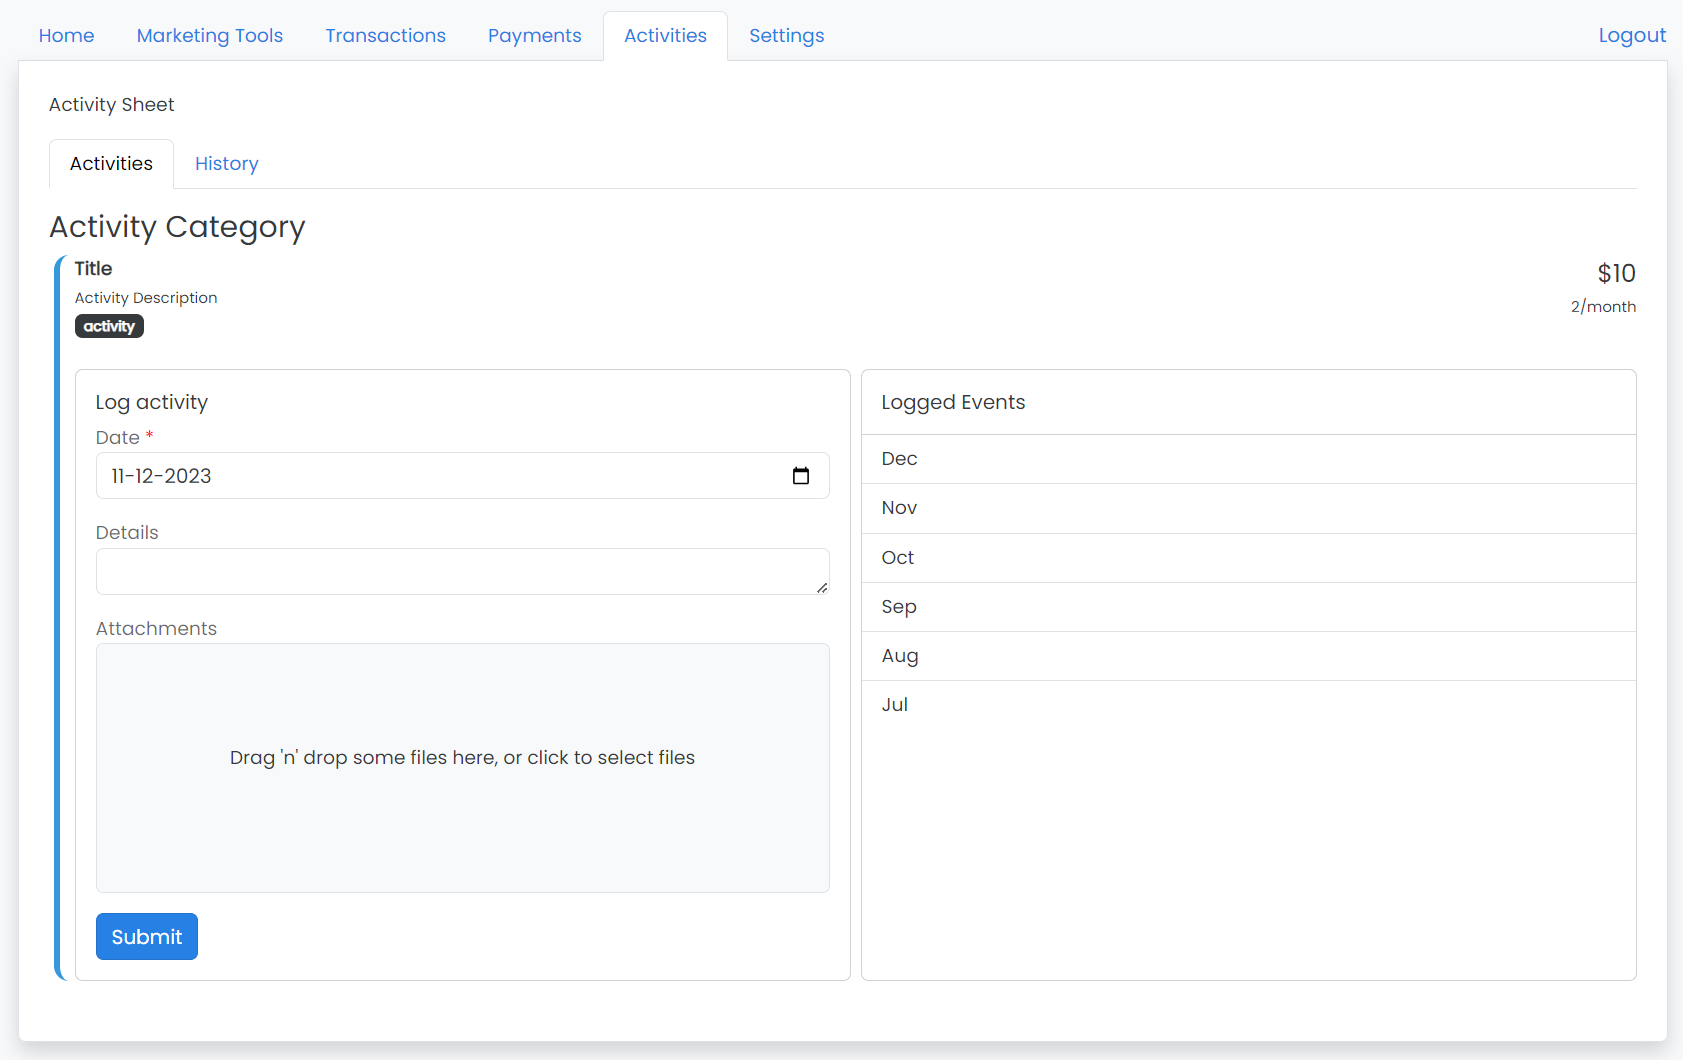 Home Marketing Tools Transactions Payments Activities Settings Logout
Activity Sheet
Activities History
Activity Category
Title
$10
Activity Description
2/month
activity
Log activity
Date *
11-12-2023
Details
Attachments
Drag 'n' drop some files here, or click to select files
Submit
Logged Events
Dec
Nov
Oct
Sep
Aug
Jul